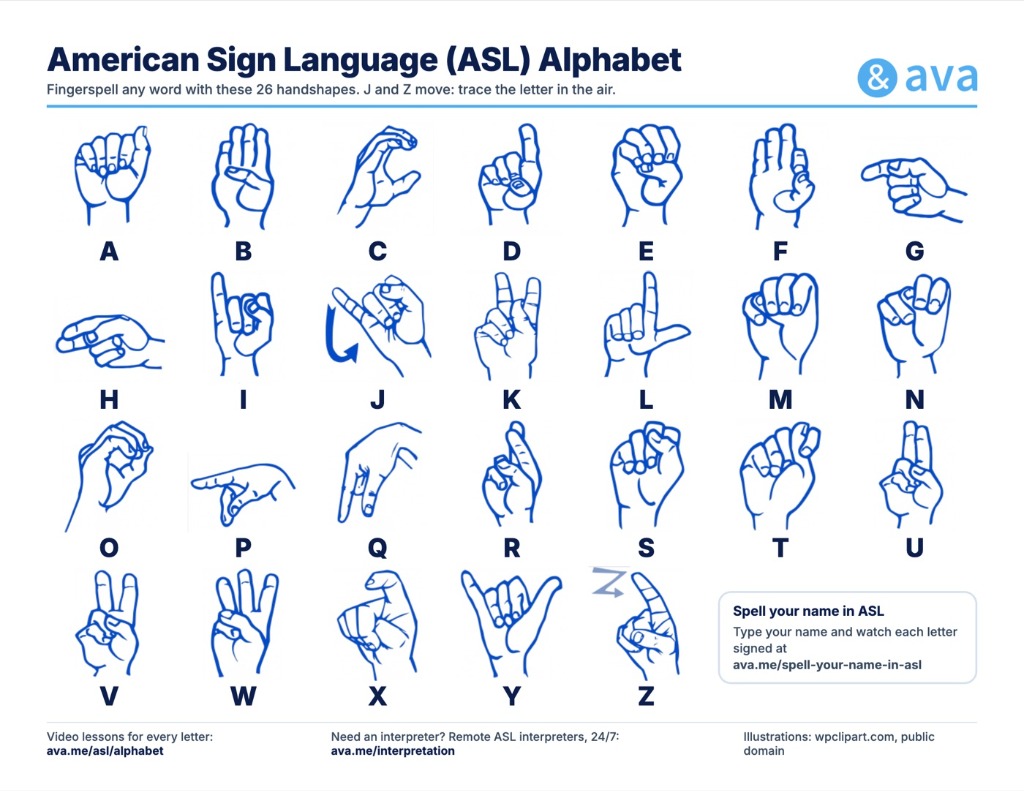 American Sign Language (ASL) Alphabet
Fingerspell any word with these 26 handshapes. J and Z move: trace the letter in the air.
& ava
A B C D E F G
H I J K L M N
O P Q R S T U
Z
V W X Y Z
Spell your name in ASL
Type your name and watch each letter
signed at
ava.me/spell-your-name-in-asl
Video lessons for every letter:
ava.me/asl/alphabet
Need an interpreter? Remote ASL interpreters, 24/7:
ava.me/interpretation
Illustrations: wpclipart.com, public
domain